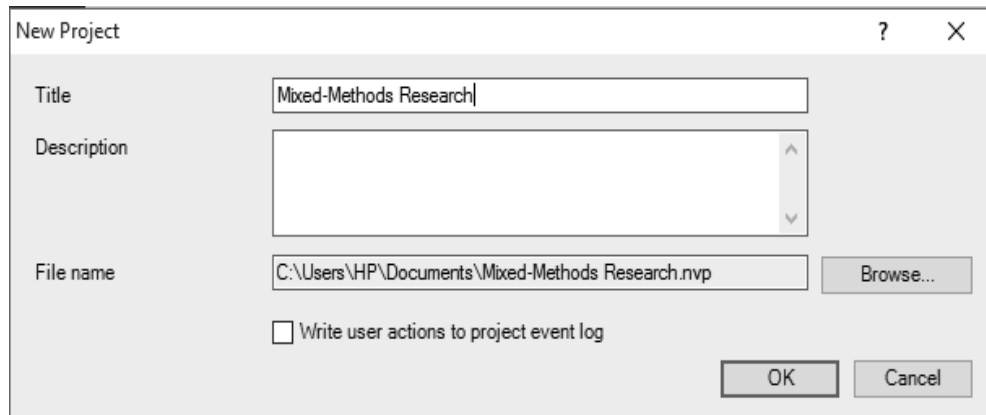 New Project ?
Title Mixed-Methods Research
Description
File name C:\Users\HP\Documents\Mixed-Methods Research.nvp Browse...
Write user actions to project event log
OK Cancel